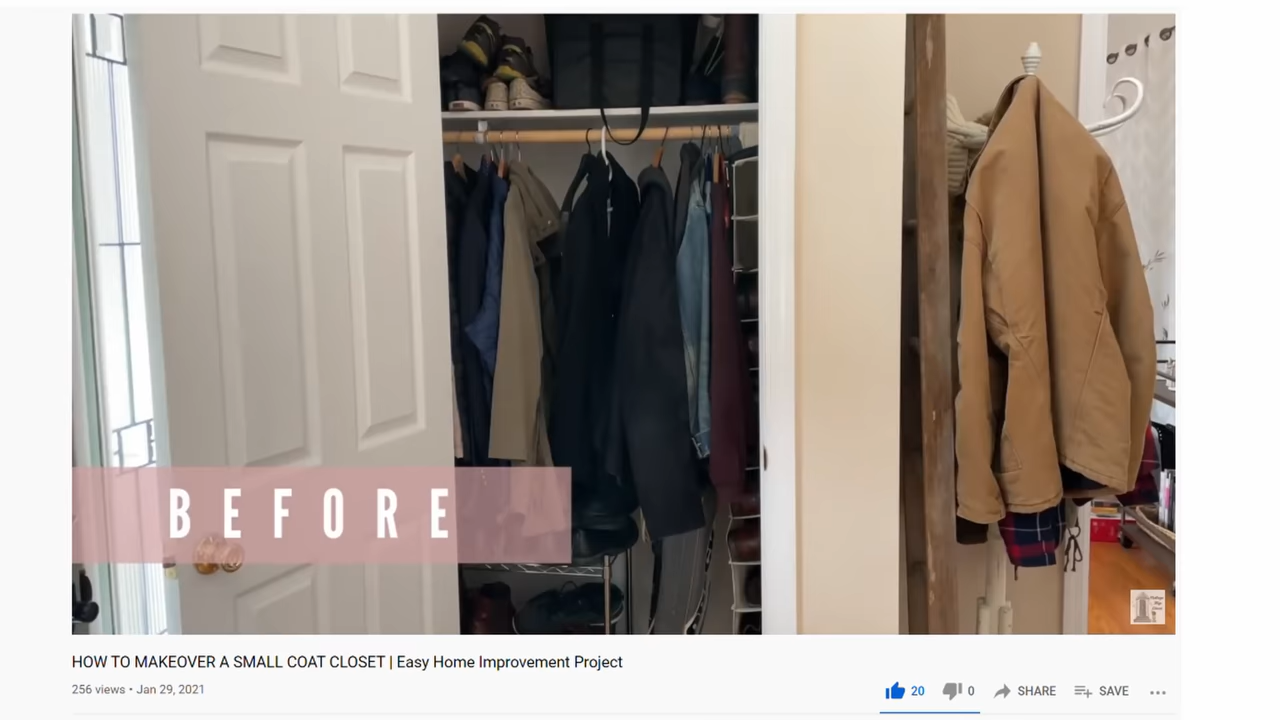 BEFORE
HOW TO MAKEOVER A SMALL COAT CLOSET | Easy Home Improvement Project
256 views • Jan 29, 2021
20 0 SHARE SAVE